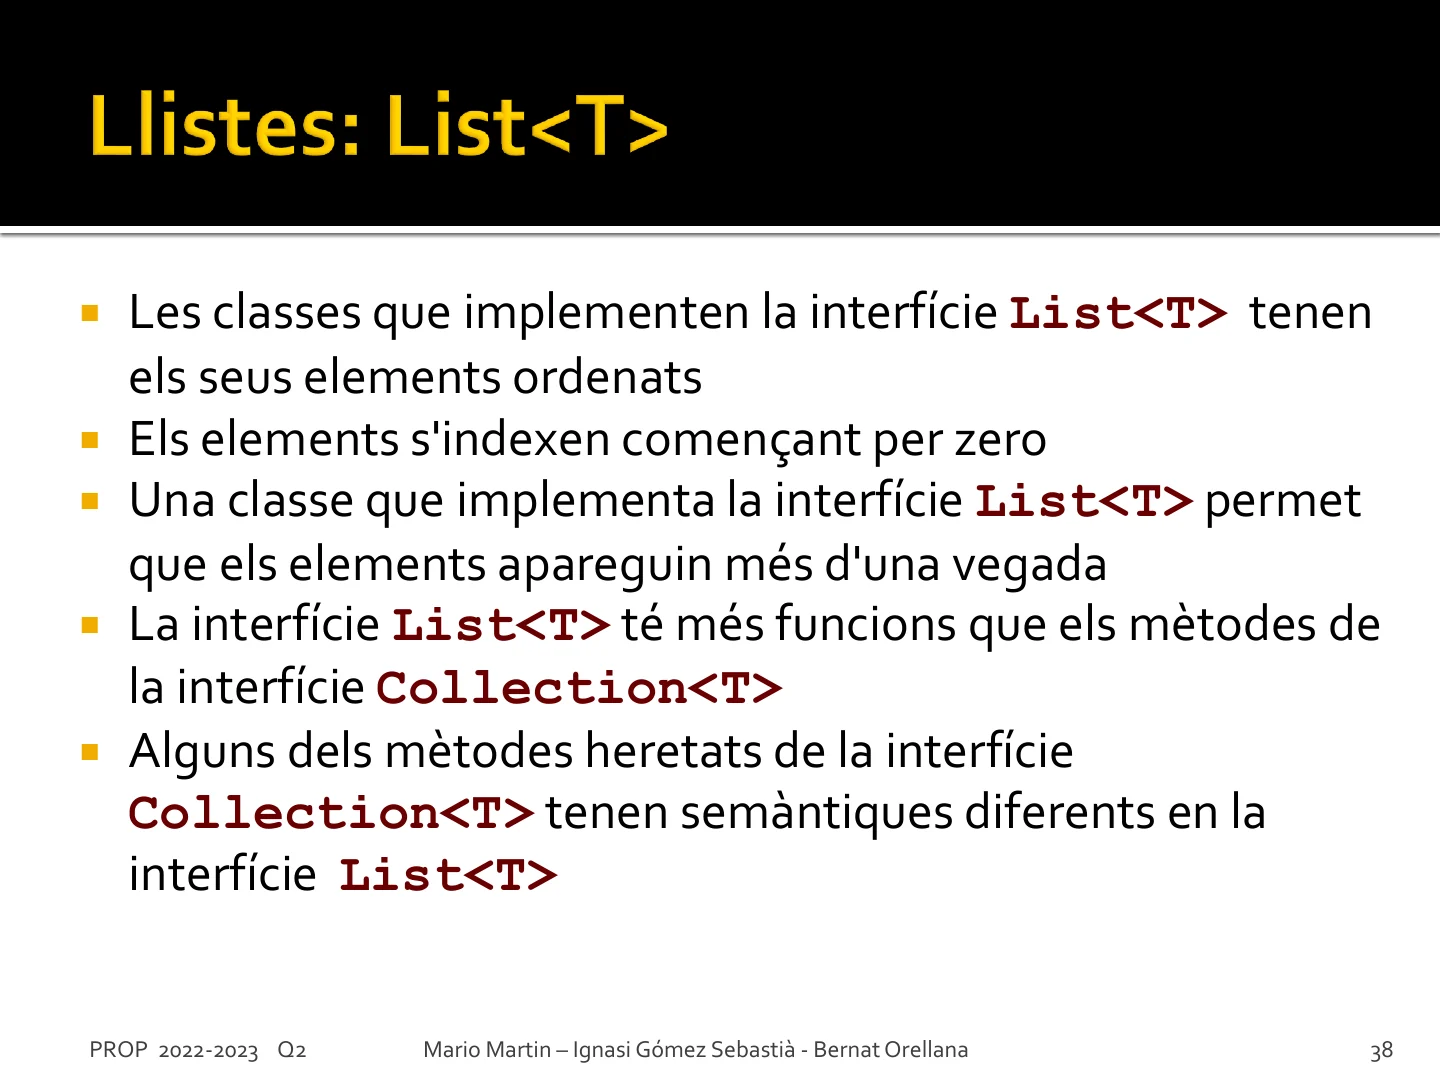 Llistes: List<T>
Les classes que implementen la interfície List<T> tenen
els seus elements ordenats
Els elements s'indexen començant per zero
Una classe que implementa la interfície List<T> permet
que els elements apareguin més d'una vegada
La interfície List<T> té més funcions que els mètodes de
la interfície Collection<T>
Alguns dels mètodes heretats de la interfície
Collection<T> tenen semàntiques diferents en la
interfície List<T>
PROP 2022-2023 Q2 Mario Martin – Ignasi Gómez Sebastià - Bernat Orellana 38